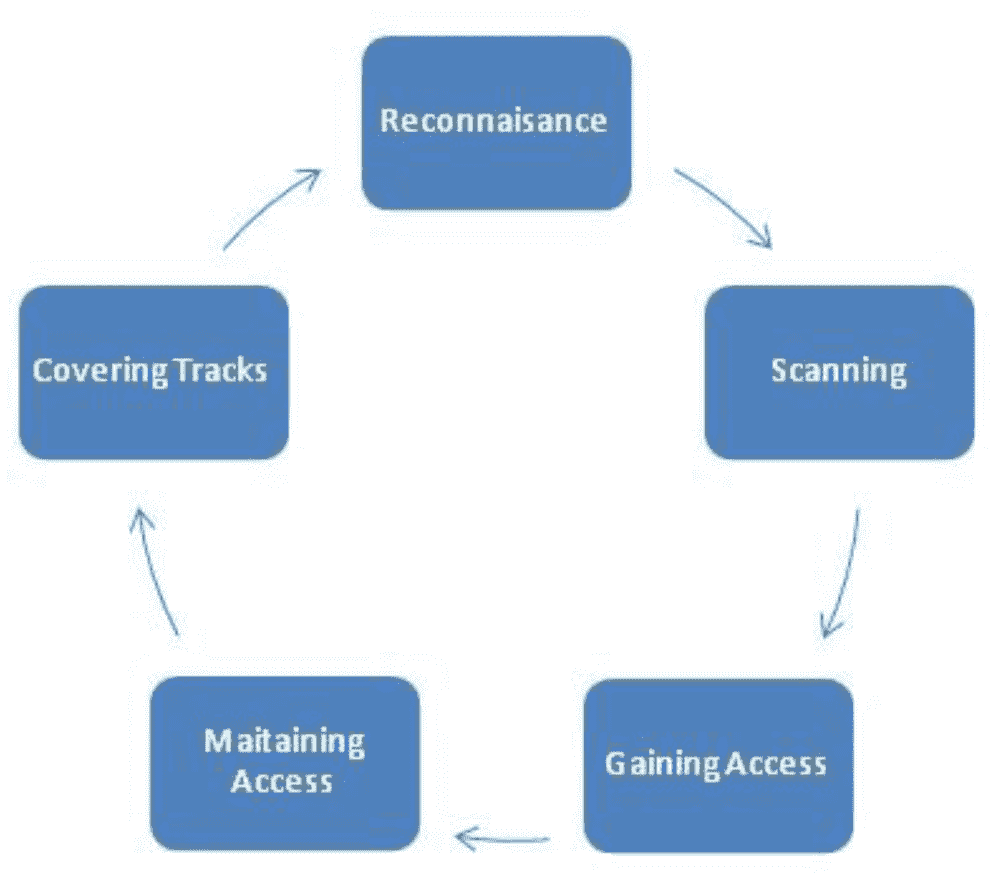 Reconnaisance
Scanning
Gaining Access
Maitaining
Access
Covering Tracks